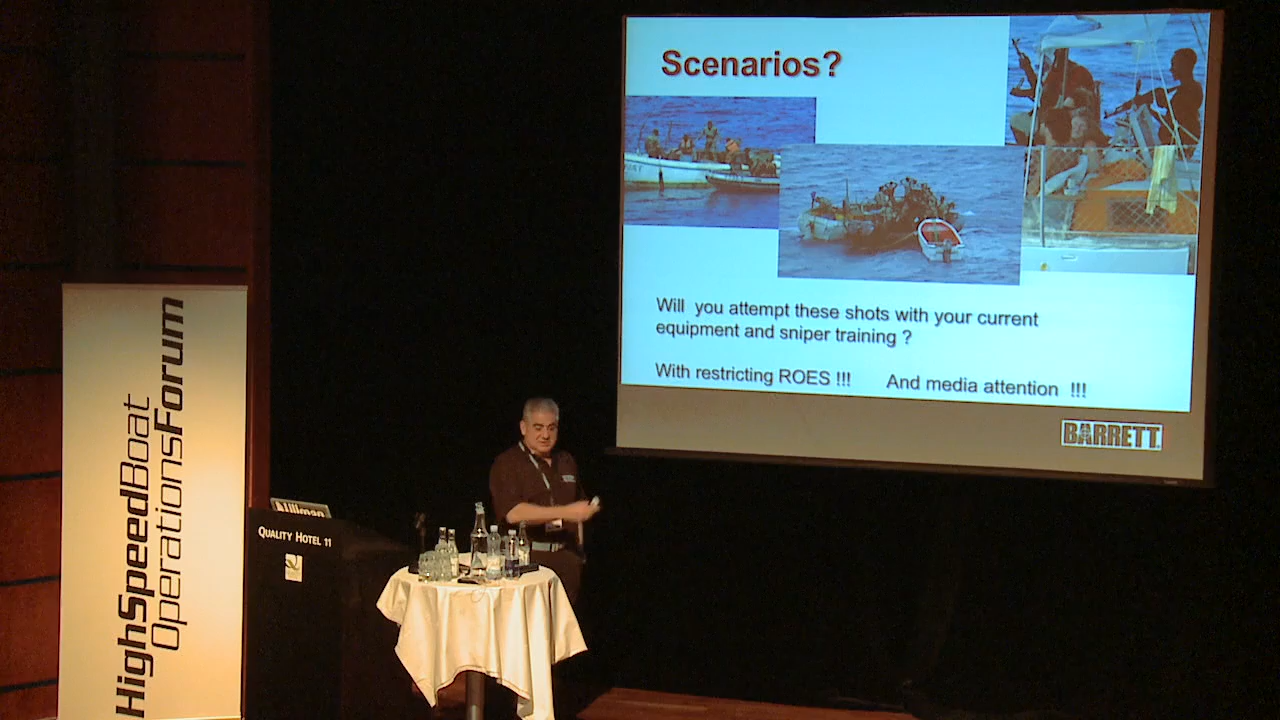 Scenarios?
Will you attempt these shots with your current
equipment and sniper training ?
With restricting ROES !!! And media attention !!!
BARRETT
HighSpeedBoat
OperationsForum
QUALITY HOTEL 11